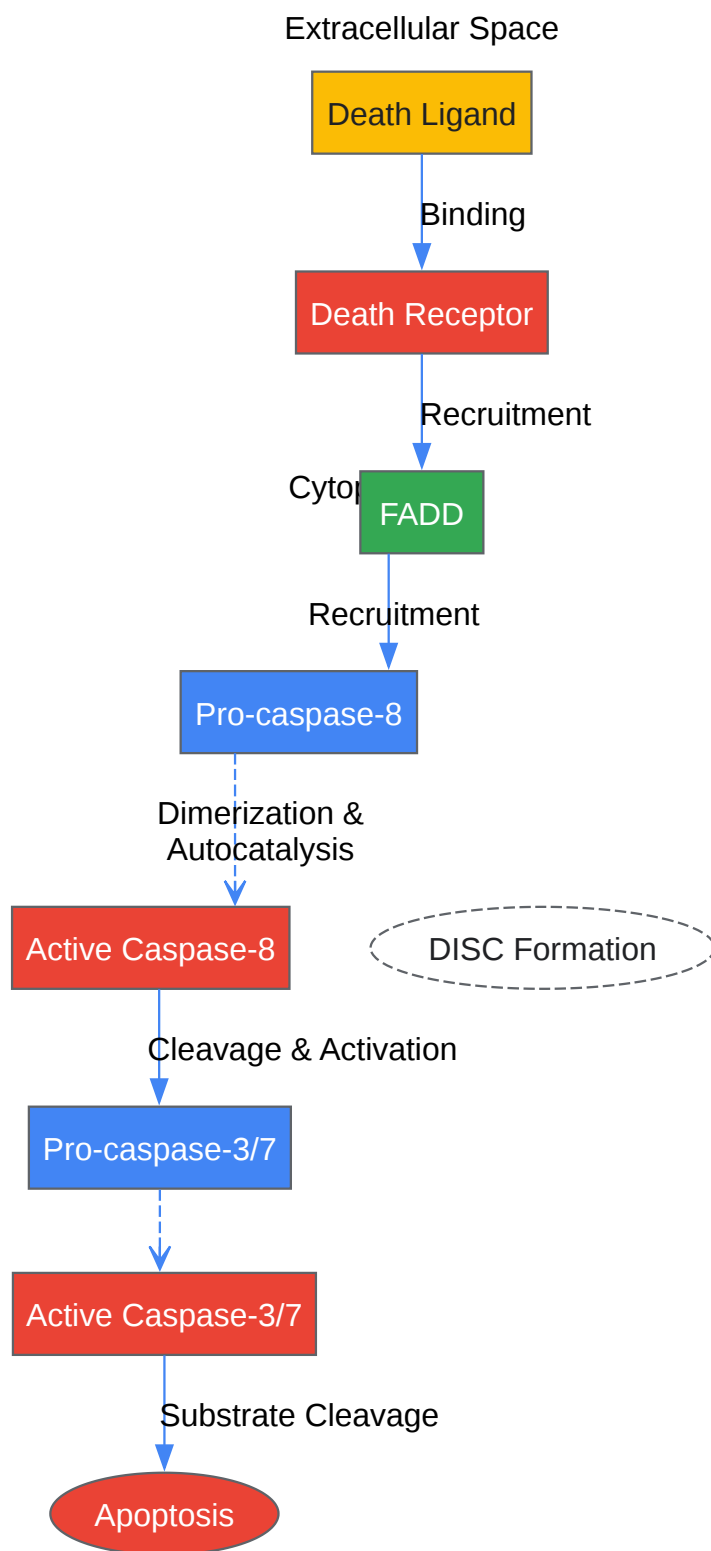 Extracellular Space
Death Ligand
Binding
Death Receptor
Recruitment
FADD
Recruitment
Pro-caspase-8
Dimerization &
Autocatalysis
Active Caspase-8
DISC Formation
Cleavage & Activation
Pro-caspase-3/7
Active Caspase-3/7
Substrate Cleavage
Apoptosis